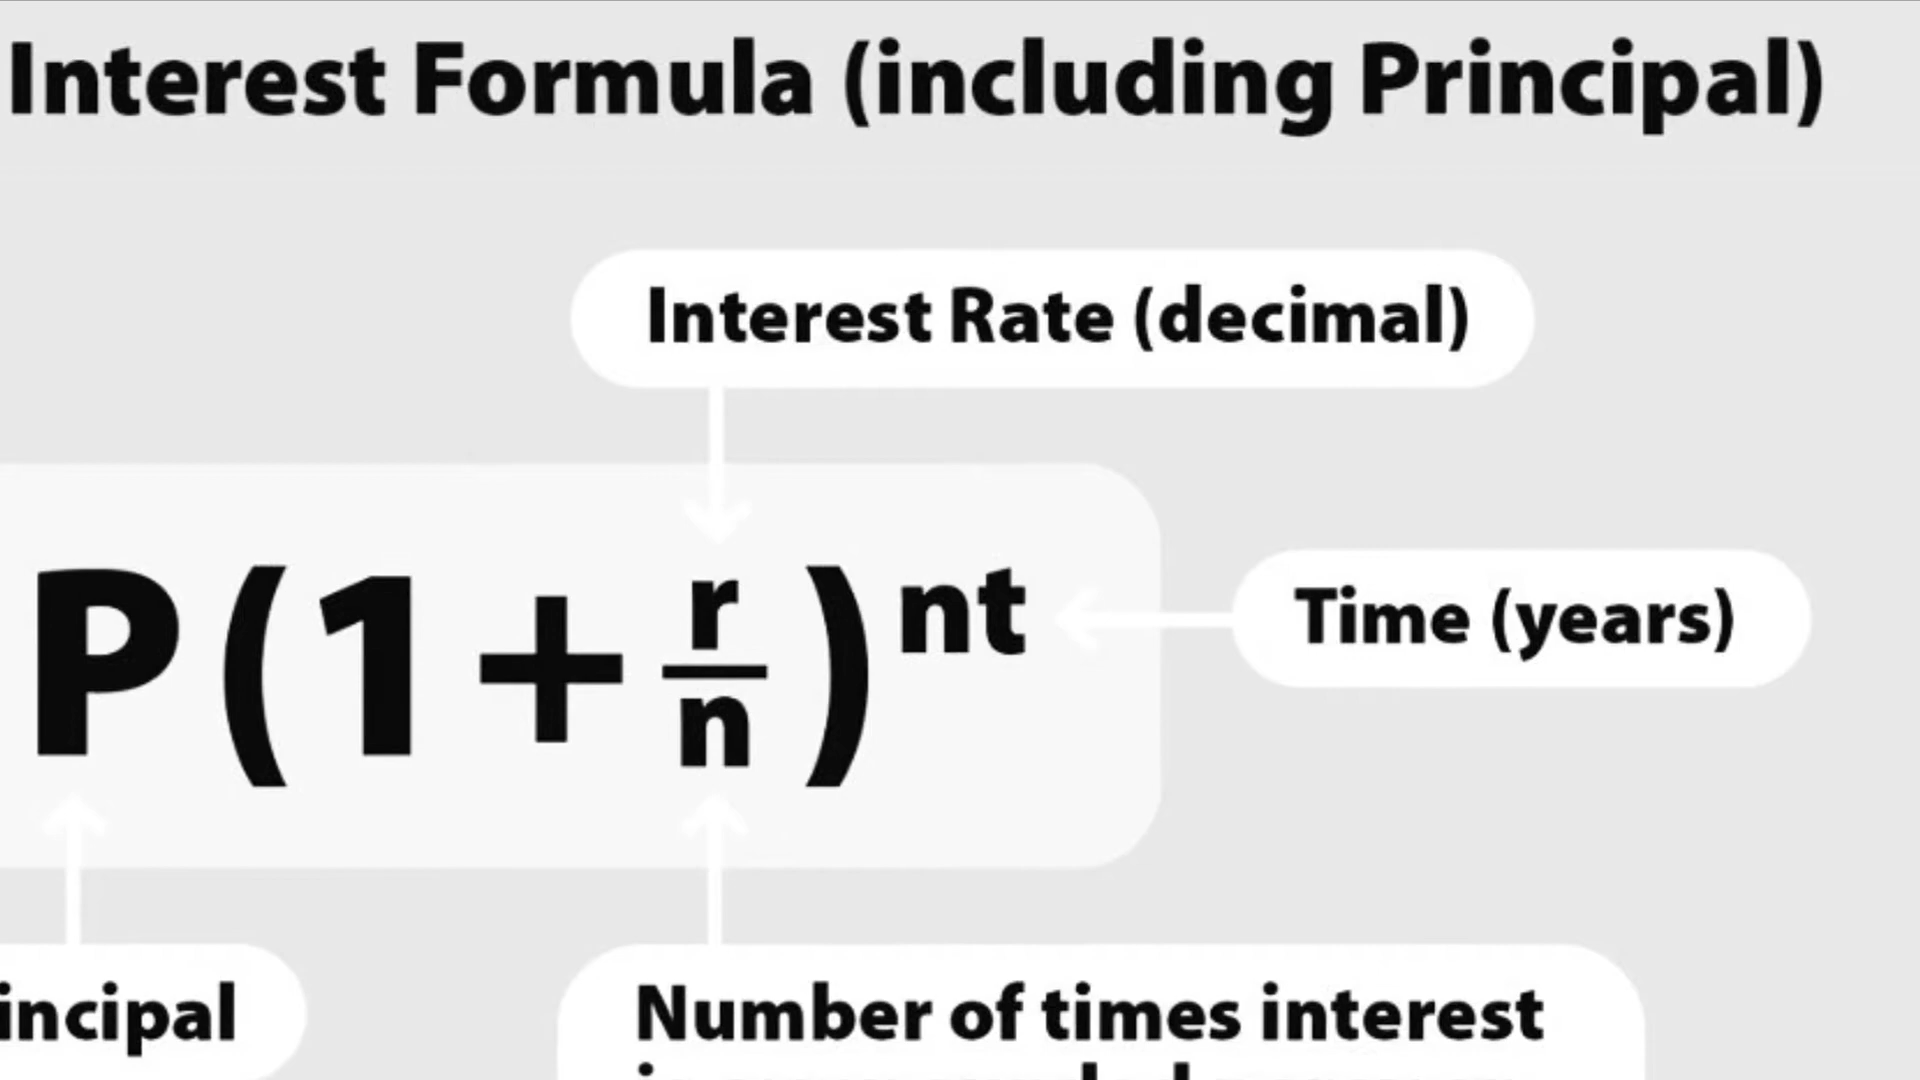 Interest Formula (including Principal)
Interest Rate (decimal)
P(1+r/n)^nt
Time (years)
incipal
Number of times interest